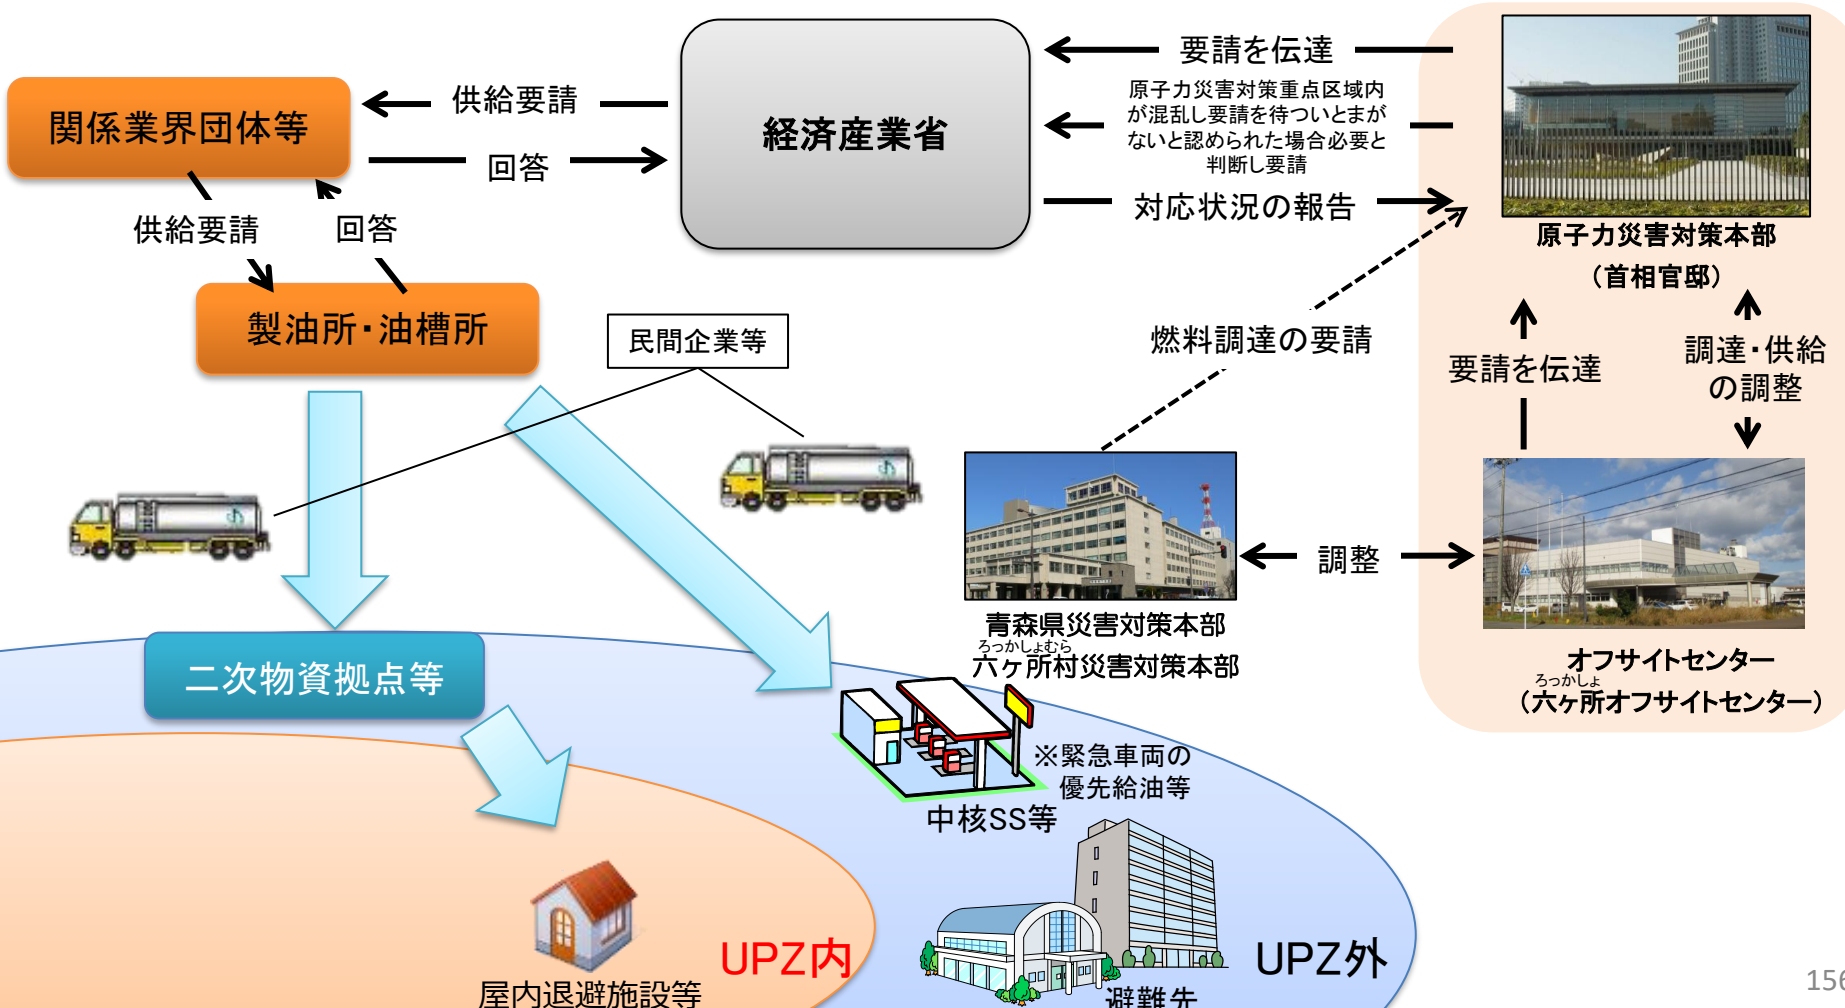 要請を伝達
原子力災害対策重点区域内
が混乱し要請を待ついとまが
ないと認められた場合必要と
判断し要請
対応状況の報告
経済産業省
供給要請
回答
関係業界団体等
供給要請
回答
製油所・油槽所
民間企業等
原子力災害対策本部
（首相官邸）
燃料調達の要請
要請を伝達
調達・供給
の調整
調整
青森県災害対策本部
ろっかしょむら
六ヶ所村災害対策本部
オフサイトセンター
ろっかしょ
（六ヶ所オフサイトセンター）
二次物資拠点等
※緊急車両の
優先給油等
中核SS等
UPZ内
UPZ外
屋内退避施設等
避難先
156